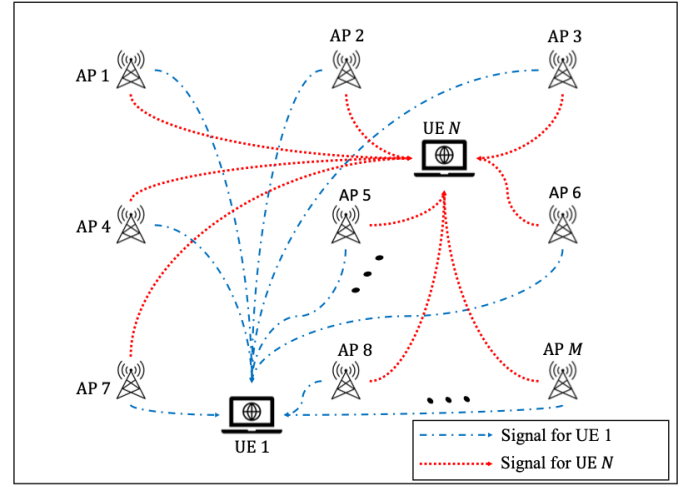 AP 2
AP 3
AP 1
UE N
AP 5
AP 6
AP 4
AP 8
AP M
AP 7
UE 1
Signal for UE 1
Signal for UE N